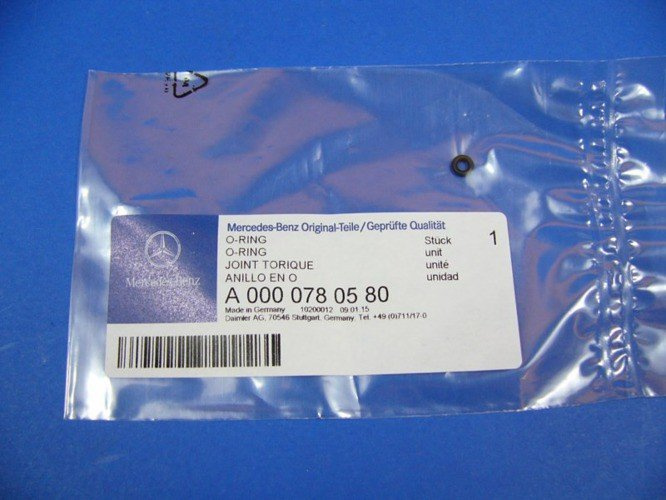 Mercedes-Benz Original-Teile/Geprüfte Qualität
O-RING Stück 1
O-RING unit
JOINT TORIQUE unité
ANILLO EN O unidad
Mercedes-Benz
A 000 078 05 80
Made in Germany 10200012 09.01.15
Daimler AG, 70546 Stuttgart, Germany, Tel. +49 (0)711/17-0